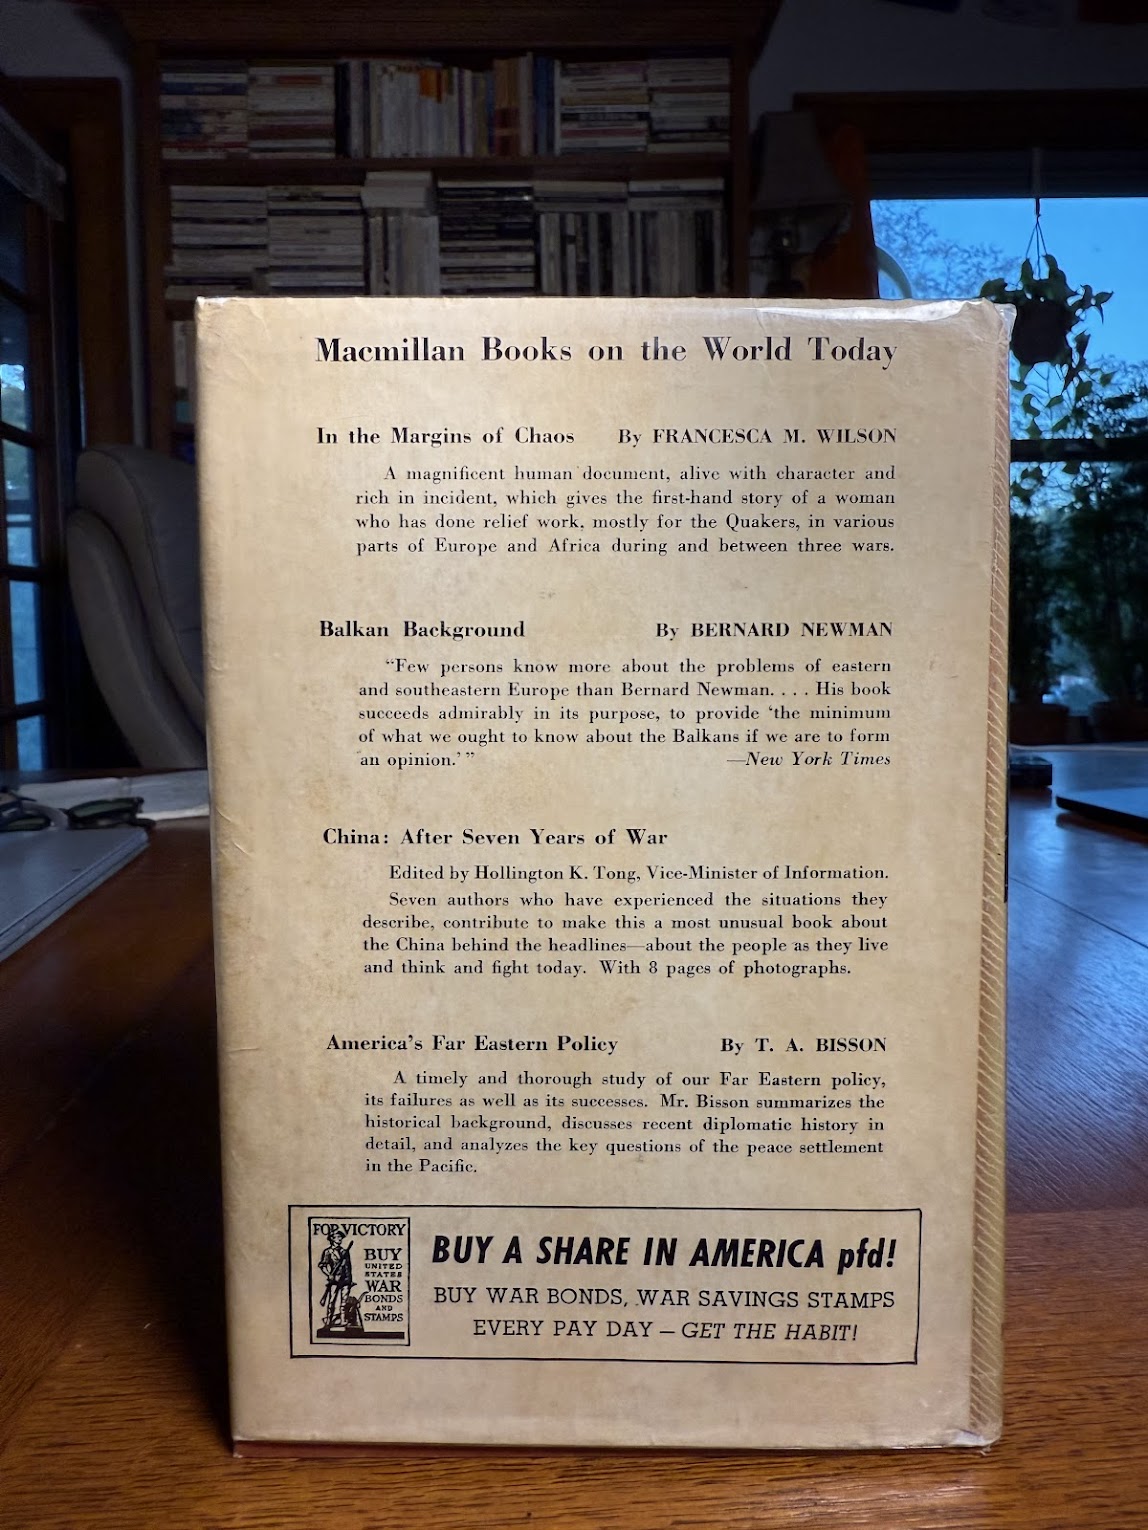 Macmillan Books on the World Today
In the Margins of Chaos By FRANCESCA M. WILSON
A magnificent human document, alive with character and
rich in incident, which gives the first-hand story of a woman
who has done relief work, mostly for the Quakers, in various
parts of Europe and Africa during and between three wars.
Balkan Background By BERNARD NEWMAN
“Few persons know more about the problems of eastern
and southeastern Europe than Bernard Newman. . . . His book
succeeds admirably in its purpose, to provide ‘the minimum
of what we ought to know about the Balkans if we are to form
an opinion.’ ” —New York Times
China: After Seven Years of War
Edited by Hollington K. Tong, Vice-Minister of Information.
Seven authors who have experienced the situations they
describe, contribute to make this a most unusual book about
the China behind the headlines—about the people as they live
and think and fight today. With 8 pages of photographs.
America’s Far Eastern Policy By T. A. BISSON
A timely and thorough study of our Far Eastern policy,
its failures as well as its successes. Mr. Bisson summarizes the
historical background, discusses recent diplomatic history in
detail, and analyzes the key questions of the peace settlement
in the Pacific.
FOR VICTORY
BUY
UNITED
STATES
WAR
BONDS
AND
STAMPS
BUY A SHARE IN AMERICA pfd!
BUY WAR BONDS, WAR SAVINGS STAMPS
EVERY PAY DAY – GET THE HABIT!